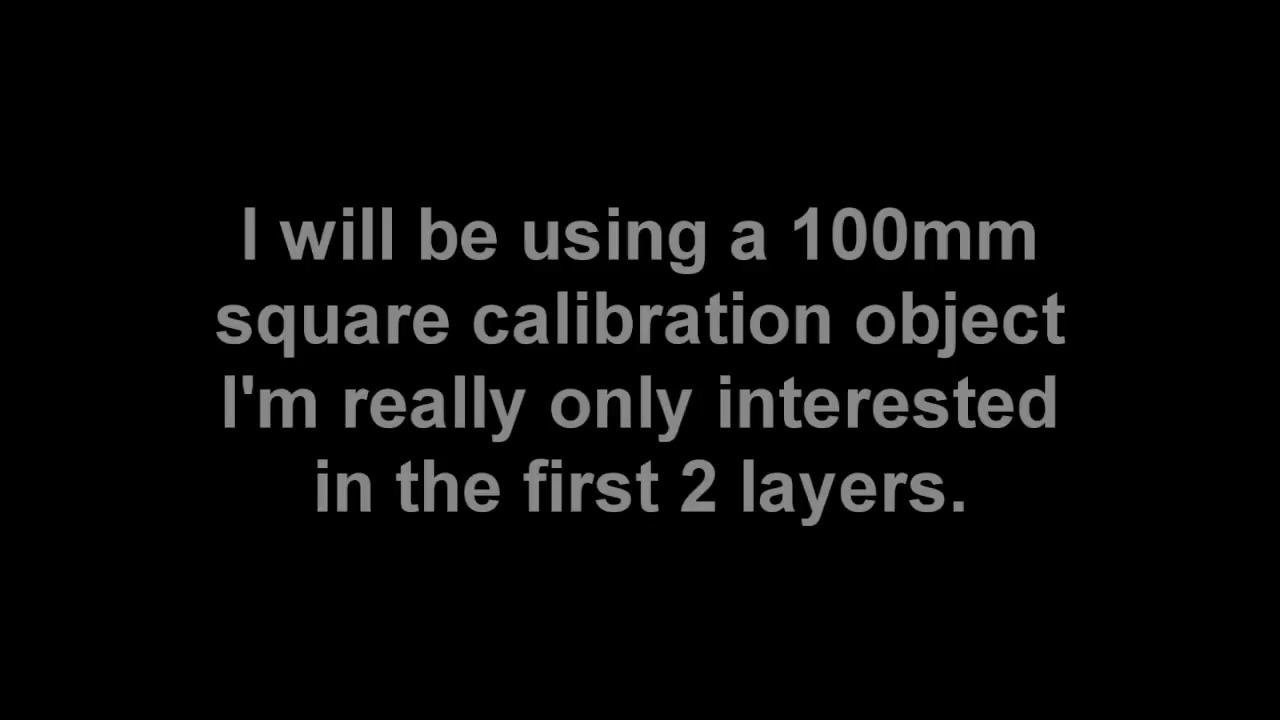 I will be using a 100mm
square calibration object
I'm really only interested
in the first 2 layers.